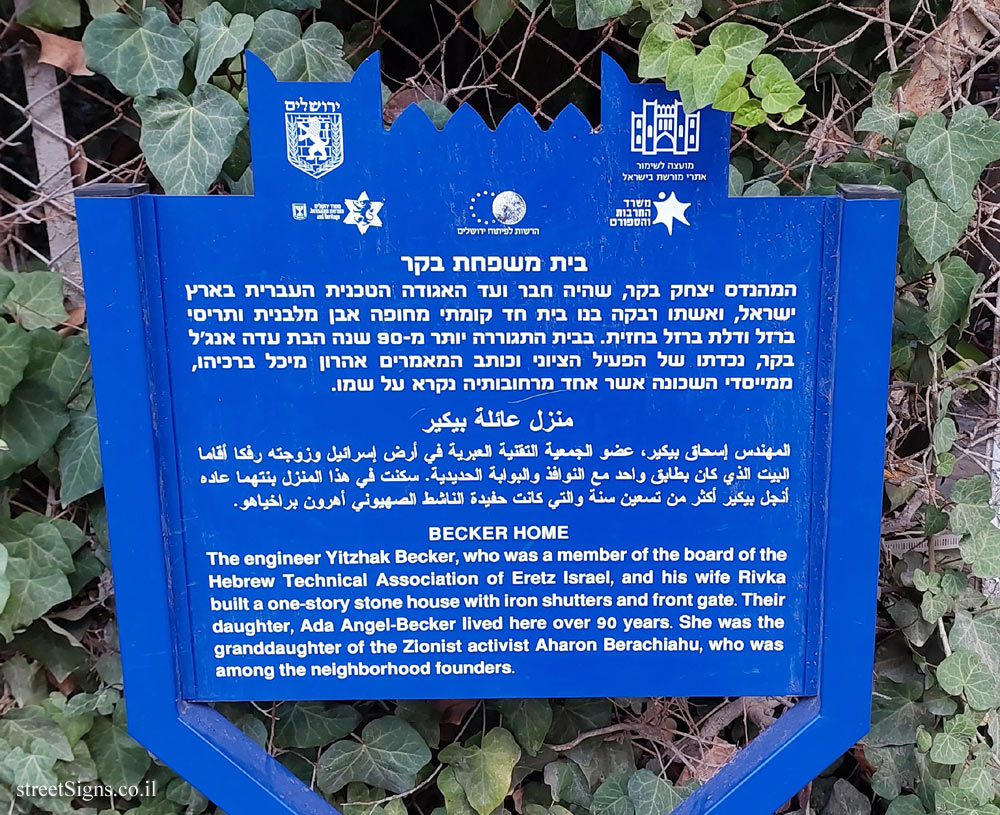 ירושלים
מועצה לשימור
אתרי מורשת בישראל
משרד ירושלים
ומורשת
Jerusalem
and Heritage
הרשות לפיתוח ירושלים
משרד
התרבות
והספורט
בית משפחת בקר
המהנדס יצחק בקר, שהיה חבר ועד האגודה הטכנית העברית בארץ
ישראל, ואשתו רבקה בנו בית חד קומתי מחופה אבן מלבנית ותריסי
ברזל ודלת ברזל בחזית. בבית התגוררה יותר מ-90 שנה הבת עדה אנג'ל
בקר, נכדתו של הפעיל הציוני וכותב המאמרים אהרון מיכל ברכיהו,
ממייסדי השכונה אשר אחד מרחובותיה נקרא על שמו.
منزل عائلة بيكير
المهندس إسحاق بيكير، عضو الجمعية التقنية العبرية في أرض إسرائيل وزوجته رفكا أقاما
البيت الذي كان بطابق واحد مع النوافذ والبوابة الحديدية. سكنت في هذا المنزل بنتهما عاده
أنجل بيكير أكثر من تسعين سنة والتي كانت حفيدة الناشط الصهيوني أهرون براخياهو.
BECKER HOME
The engineer Yitzhak Becker, who was a member of the board of the
Hebrew Technical Association of Eretz Israel, and his wife Rivka
built a one-story stone house with iron shutters and front gate. Their
daughter, Ada Angel-Becker lived here over 90 years. She was the
granddaughter of the Zionist activist Aharon Berachiahu, who was
among the neighborhood founders.
streetSigns.co.il